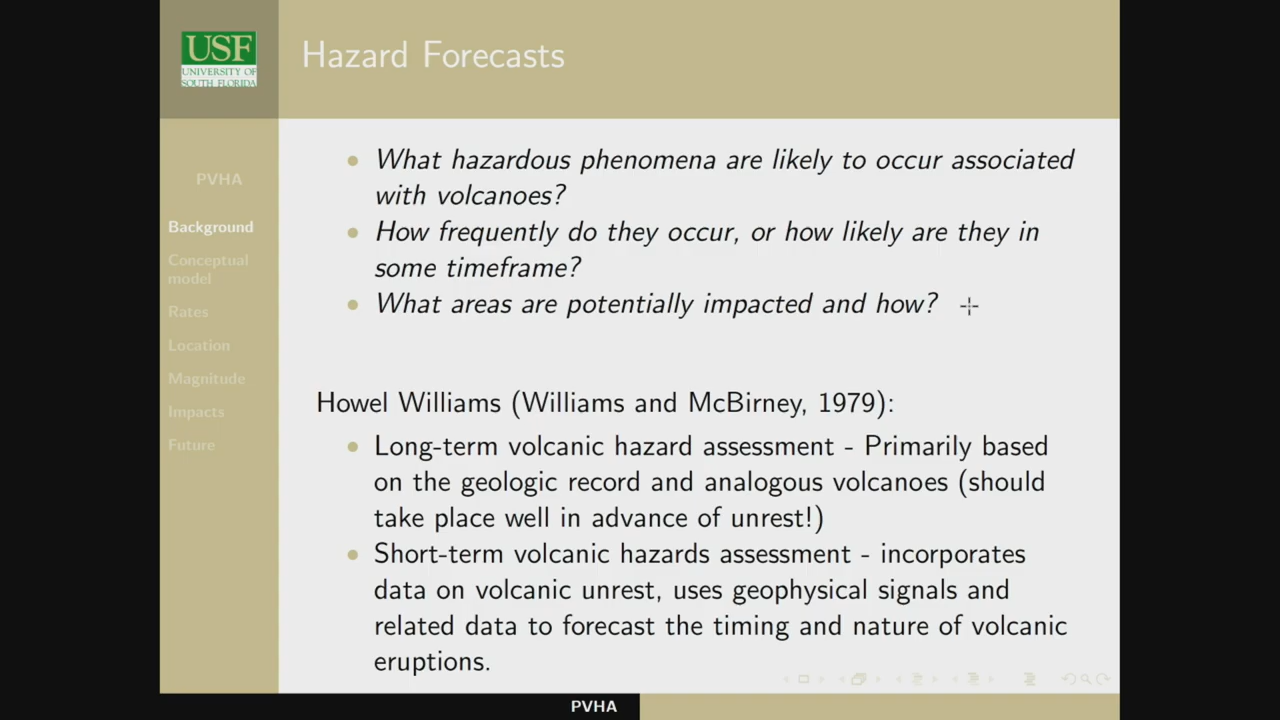 USF
UNIVERSITY OF
SOUTH FLORIDA
Hazard Forecasts
PVHA
Background
Conceptual
model
Rates
Location
Magnitude
Impacts
Future
What hazardous phenomena are likely to occur associated
with volcanoes?
How frequently do they occur, or how likely are they in
some timeframe?
What areas are potentially impacted and how?
Howel Williams (Williams and McBirney, 1979):
Long-term volcanic hazard assessment - Primarily based
on the geologic record and analogous volcanoes (should
take place well in advance of unrest!)
Short-term volcanic hazards assessment - incorporates
data on volcanic unrest, uses geophysical signals and
related data to forecast the timing and nature of volcanic
eruptions.
PVHA